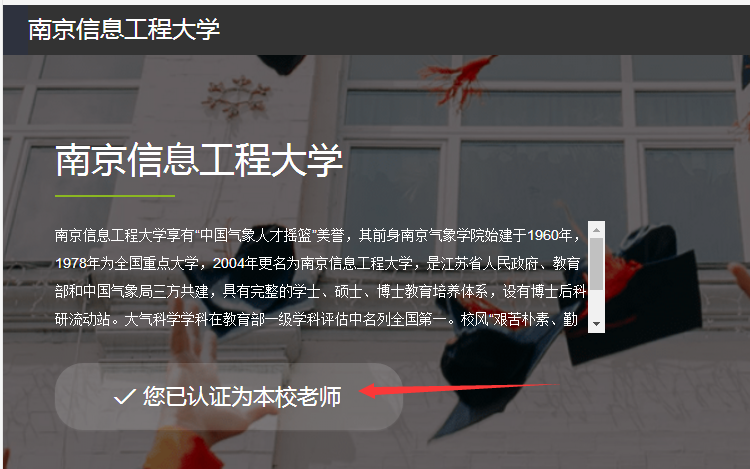 南京信息工程大学
南京信息工程大学
南京信息工程大学享有“中国气象人才摇篮”美誉，其前身南京气象学院始建于1960年，
1978年为全国重点大学，2004年更名为南京信息工程大学，是江苏省人民政府、教育
部和中国气象局三方共建，具有完整的学士、硕士、博士教育培养体系，设有博士后科
研流动站。大气科学学科在教育部一级学科评估中名列全国第一。校风“艰苦朴素、勤
您已认证为本校老师